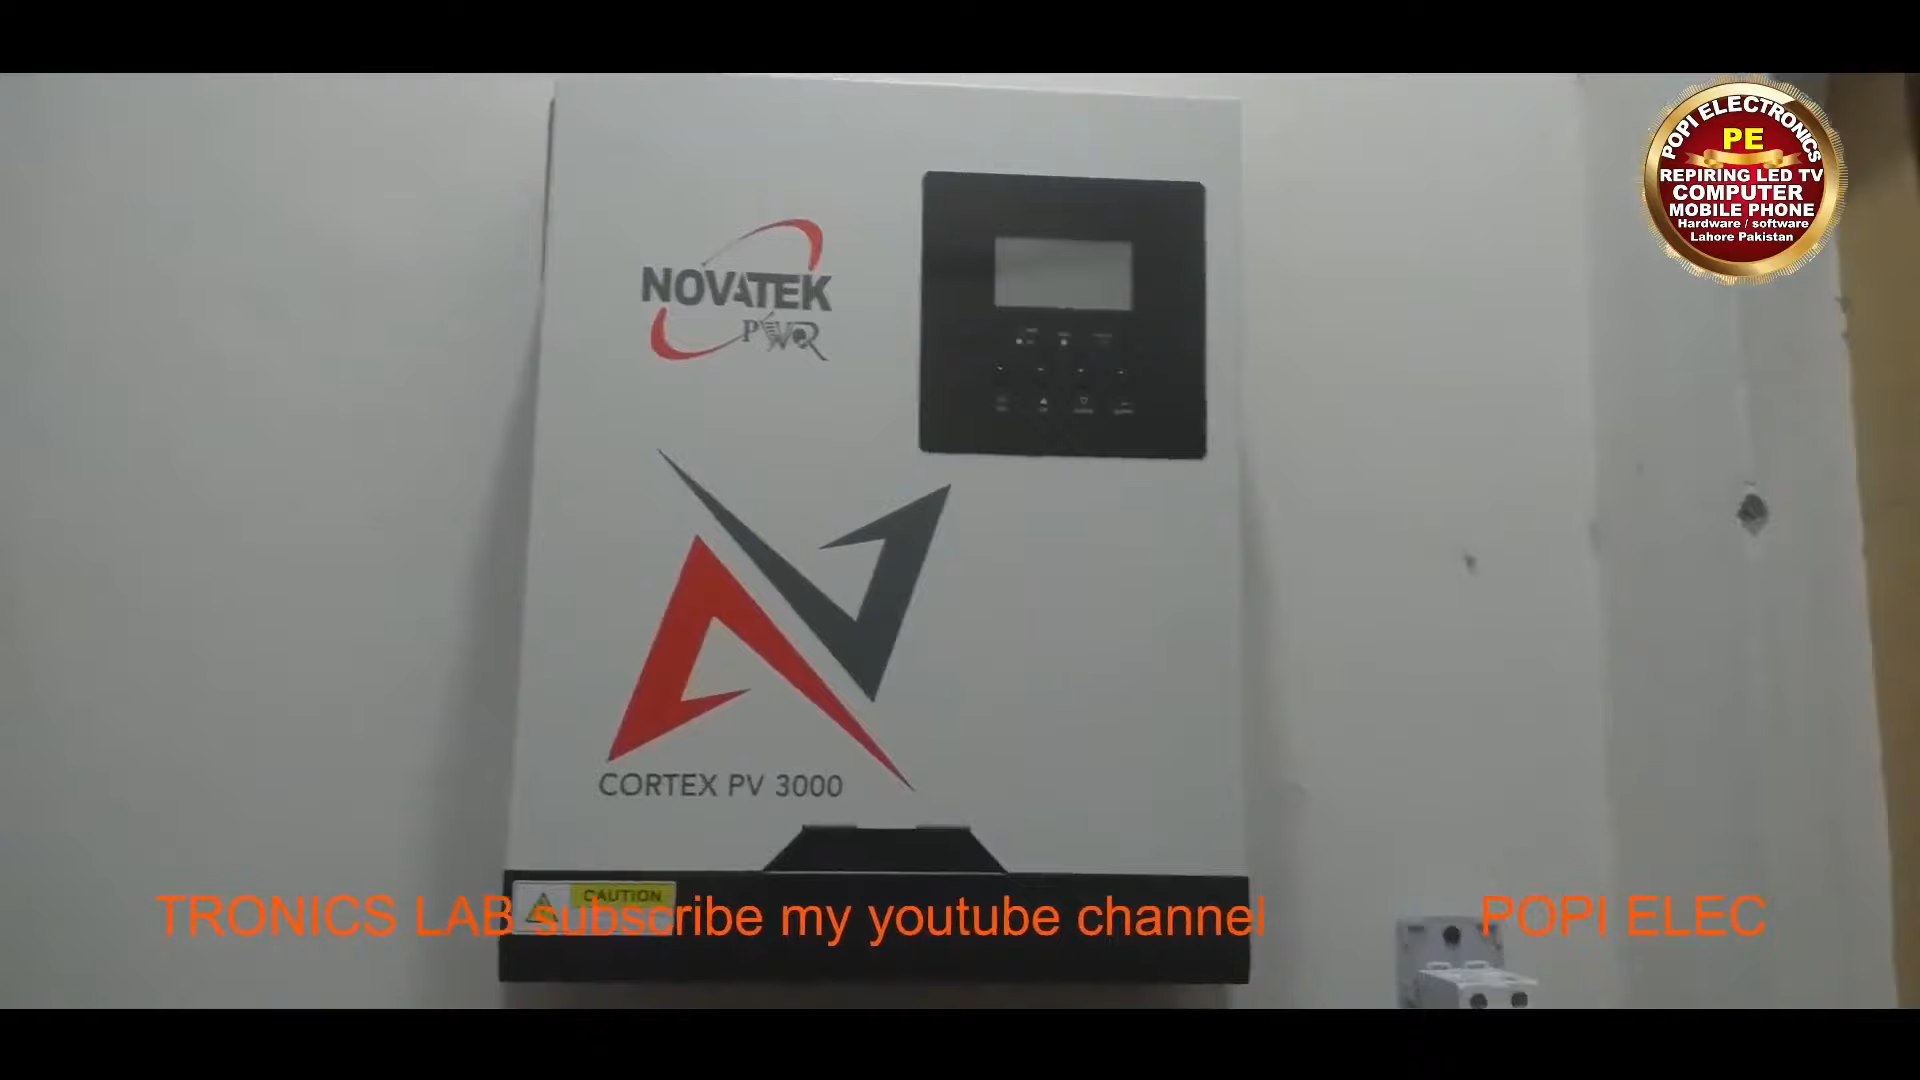 POPI ELECTRONICS
PE
REPIRING LED TV
COMPUTER
MOBILE PHONE
Hardware / software
Lahore Pakistan
NOVATEK
PWR
CORTEX PV 3000
CAUTION
TRONICS LAB subscribe my youtube channel POPI ELEC